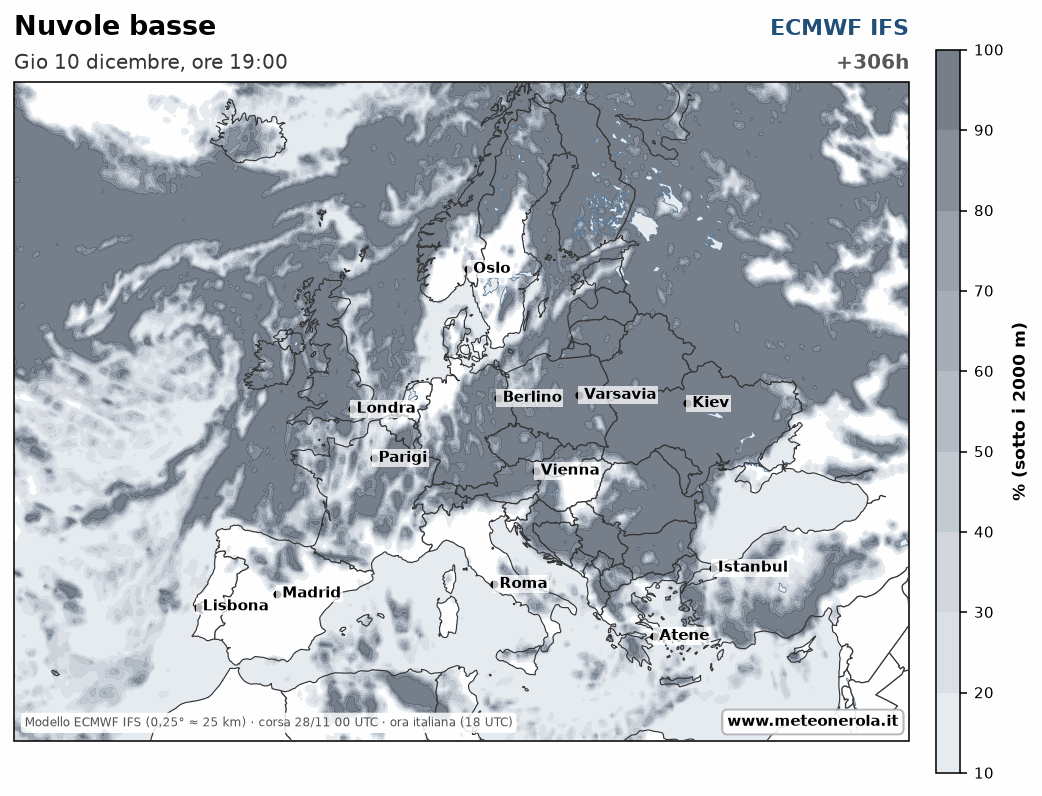 Nuvole basse
ECMWF IFS
Gio 10 dicembre, ore 19:00
+306h
100
90
80
70
60
50
40
30
20
10
% (sotto i 2000 m)
Oslo
Berlino
Varsavia
Kiev
Londra
Parigi
Vienna
Istanbul
Roma
Madrid
Lisbona
Atene
Modello ECMWF IFS (0,25° ≈ 25 km) · corsa 28/11 00 UTC · ora italiana (18 UTC)
www.meteonerola.it